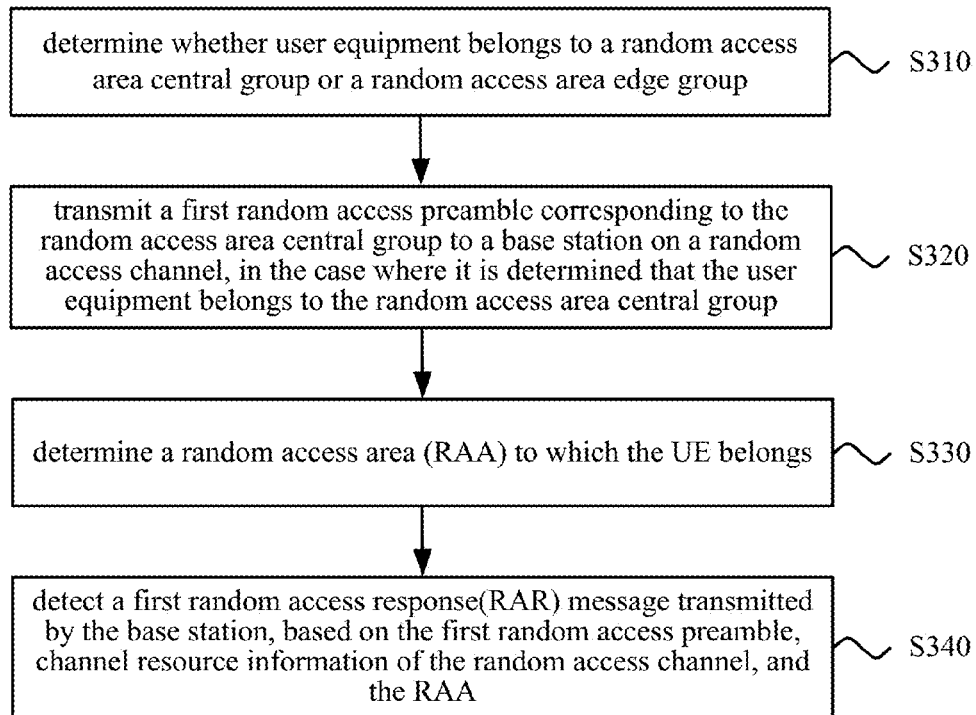 determine whether user equipment belongs to a random access
area central group or a random access area edge group
S310
transmit a first random access preamble corresponding to the
random access area central group to a base station on a random
access channel, in the case where it is determined that the user
equipment belongs to the random access area central group
S320
determine a random access area (RAA) to which the UE belongs
S330
detect a first random access response(RAR) message transmitted
by the base station, based on the first random access preamble,
channel resource information of the random access channel, and
the RAA
S340